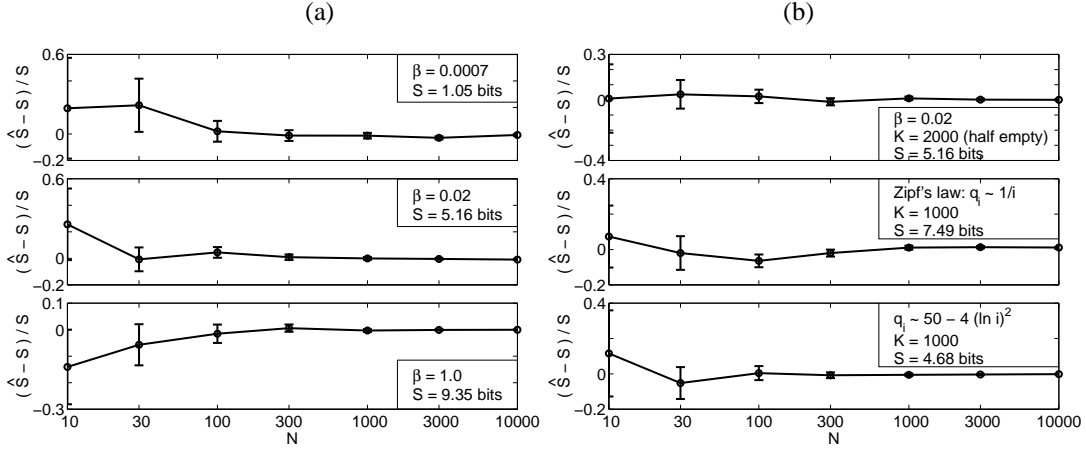 (a)
0.6
0
−0.2
( Ŝ − S ) / S
β = 0.0007
S = 1.05 bits
0.6
0
−0.2
( Ŝ − S ) / S
β = 0.02
S = 5.16 bits
0.1
0
−0.3
( Ŝ − S ) / S
β = 1.0
S = 9.35 bits
10 30 100 300 1000 3000 10000
N
(b)
0.3
0
−0.4
( Ŝ − S ) / S
β = 0.02
K = 2000 (half empty)
S = 5.16 bits
0.4
0
−0.2
( Ŝ − S ) / S
Zipf's law: qᵢ ~ 1/i
K = 1000
S = 7.49 bits
0.4
0
−0.2
( Ŝ − S ) / S
qᵢ ~ 50 − 4 (ln i)²
K = 1000
S = 4.68 bits
10 30 100 300 1000 3000 10000
N